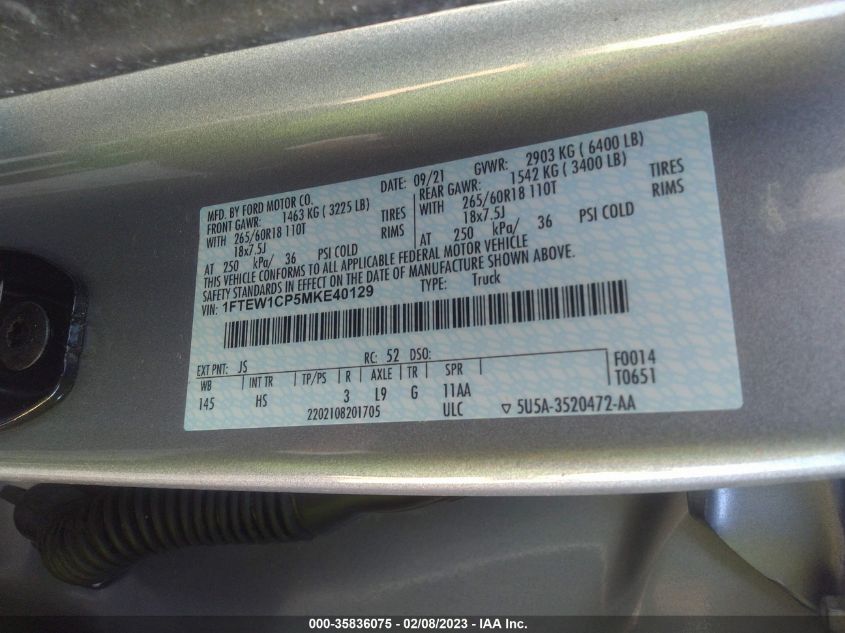 MFD. BY FORD MOTOR CO.
DATE: 09/21 GVWR: 2903 KG ( 6400 LB)
FRONT GAWR: 1463 KG ( 3225 LB) REAR GAWR: 1542 KG ( 3400 LB)
WITH 265/60R18 110T TIRES WITH 265/60R18 110T TIRES
18x7.5J RIMS 18x7.5J RIMS
AT 250 kPa/ 36 PSI COLD AT 250 kPa/ 36 PSI COLD
THIS VEHICLE CONFORMS TO ALL APPLICABLE FEDERAL MOTOR VEHICLE
SAFETY STANDARDS IN EFFECT ON THE DATE OF MANUFACTURE SHOWN ABOVE.
VIN: 1FTEW1CP5MKE40129 TYPE: Truck
EXT PNT: JS RC: 52 DSO: F0014
WB INT TR TP/PS R AXLE TR SPR T0651
145 HS 3 L9 G 11AA
2202108201705 ULC ▽ 5U5A-3520472-AA
000-35836075 — 02/08/2023 — IAA Inc.